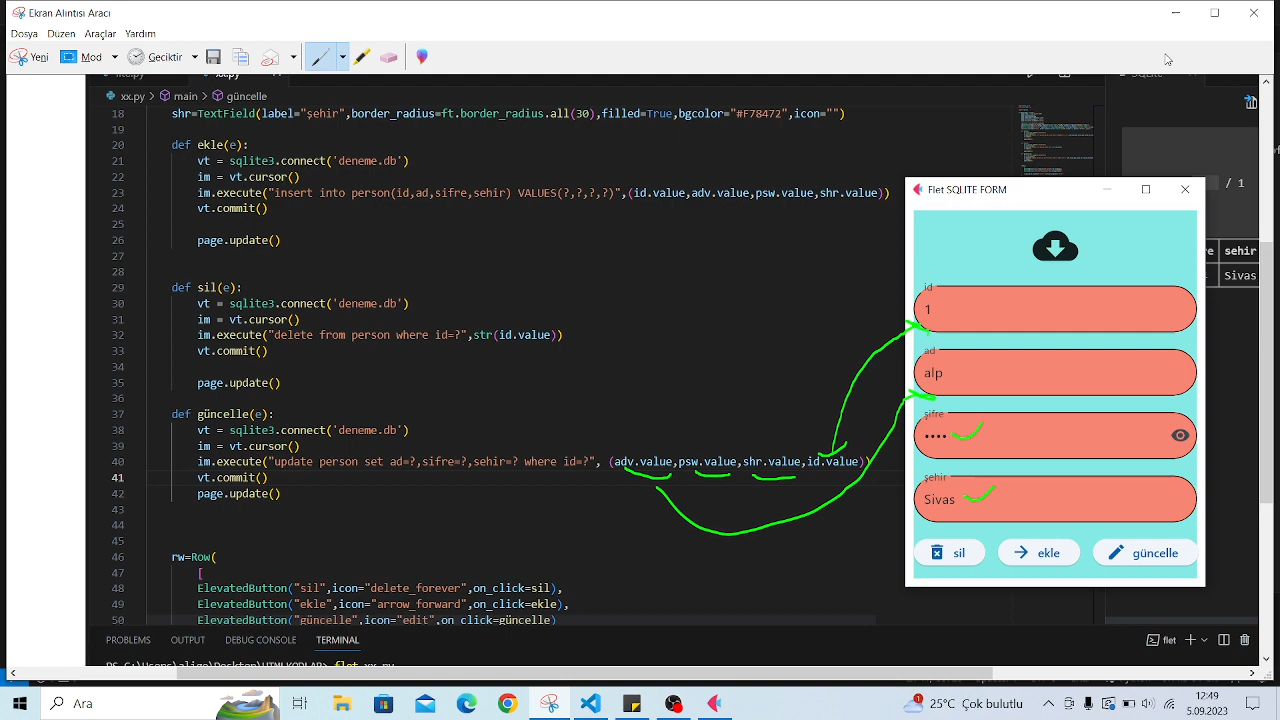 Ekran Alıntısı Aracı
Dosya Düzen Araçlar Yardım
Yeni Mod Geciktir
xx.py
xx.py > main > güncelle
18 shr=TextField(label="şehir",border_radius=ft.border_radius.all(30),filled=True,bgcolor="#F78472",icon="")
19
20 def ekle(e):
21 vt = sqlite3.connect('deneme.db')
22 im = vt.cursor()
23 im.execute("insert into person(id,ad,sifre,sehir) VALUES(?,?,?,?)",(id.value,adv.value,psw.value,shr.value))
24 vt.commit()
25
26 page.update()
27
28
29 def sil(e):
30 vt = sqlite3.connect('deneme.db')
31 im = vt.cursor()
32 im.execute("delete from person where id=?",str(id.value))
33 vt.commit()
34
35 page.update()
36
37 def güncelle(e):
38 vt = sqlite3.connect('deneme.db')
39 im = vt.cursor()
40 im.execute("update person set ad=?,sifre=?,sehir=? where id=?", (adv.value,psw.value,shr.value,id.value))
41 vt.commit()
42 page.update()
43
44
45
46 rw=Row(
47 [
48 ElevatedButton("sil",icon="delete_forever",on_click=sil),
49 ElevatedButton("ekle",icon="arrow_forward",on_click=ekle),
50 ElevatedButton("güncelle",icon="edit",on_click=güncelle)
SQLite
/ 1
sehir
Sivas
Flet SQLITE FORM
id
1
ad
alp
şifre
••••
şehir
Sivas
sil ekle güncelle
PROBLEMS OUTPUT DEBUG CONSOLE TERMINAL
flet
flet xx.py
Ara
1
25°C Çok bulutlu
12:49
5.09.2023